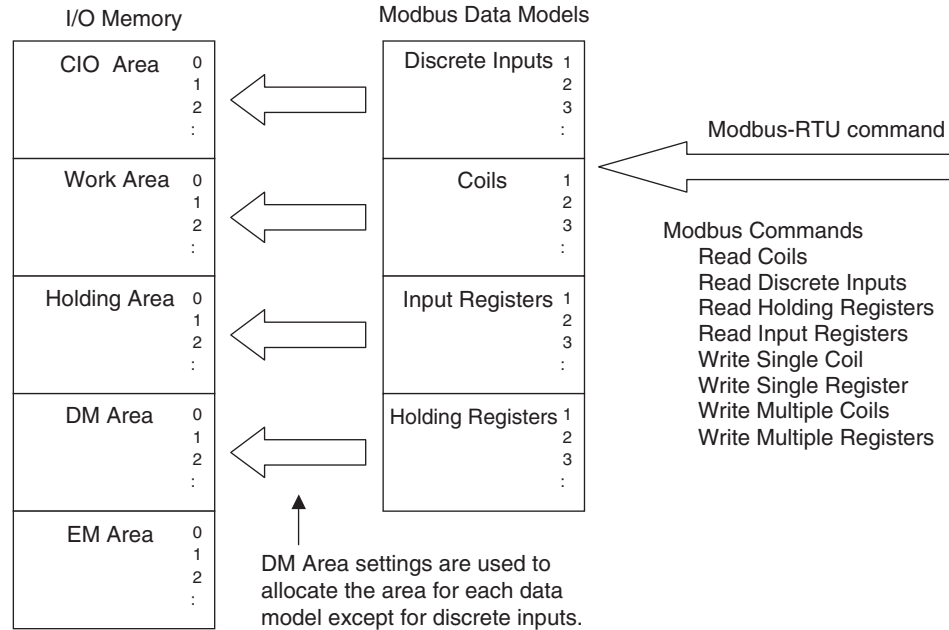 I/O Memory
CIO Area
0
1
2
:
Work Area
0
1
2
:
Holding Area
0
1
2
:
DM Area
0
1
2
:
EM Area
0
1
2
:
Modbus Data Models
Discrete Inputs
1
2
3
:
Coils
1
2
3
:
Input Registers
1
2
3
:
Holding Registers
1
2
3
:
DM Area settings are used to
allocate the area for each data
model except for discrete inputs.
Modbus-RTU command
Modbus Commands
Read Coils
Read Discrete Inputs
Read Holding Registers
Read Input Registers
Write Single Coil
Write Single Register
Write Multiple Coils
Write Multiple Registers